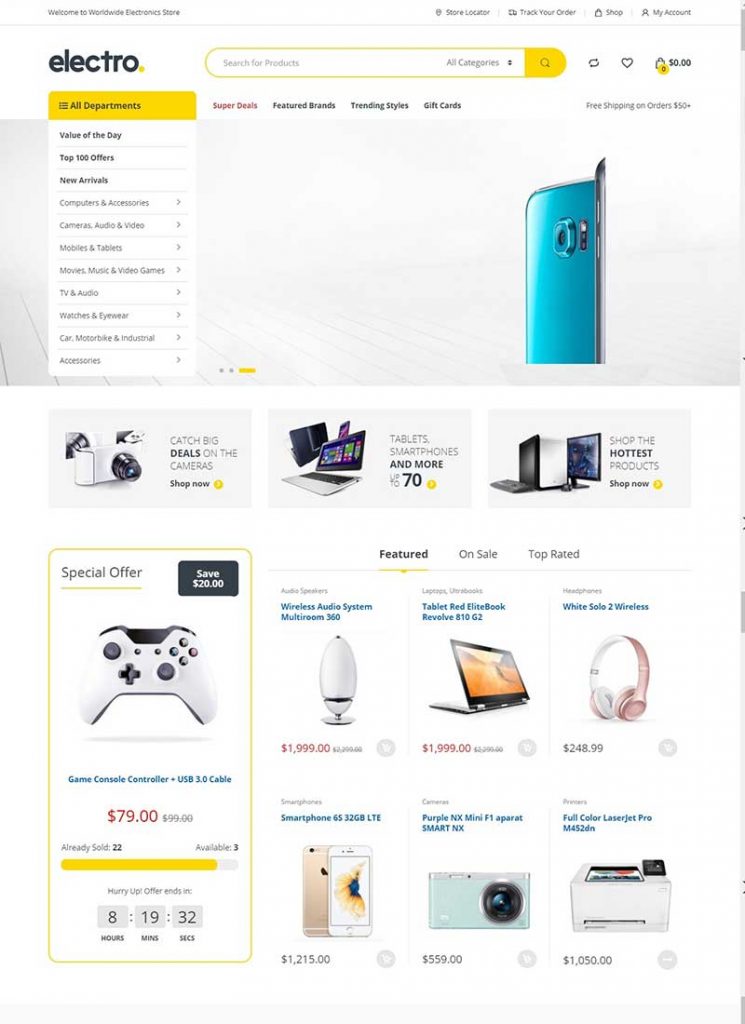 Welcome to Worldwide Electronics Store
Store Locator
Track Your Order
Shop
My Account
electro.
Search for Products
All Categories
0
$0.00
All Departments
Super Deals
Featured Brands
Trending Styles
Gift Cards
Free Shipping on Orders $50+
Value of the Day
Top 100 Offers
New Arrivals
Computers & Accessories
Cameras, Audio & Video
Mobiles & Tablets
Movies, Music & Video Games
TV & Audio
Watches & Eyewear
Car, Motorbike & Industrial
Accessories
CATCH BIG
DEALS ON THE
CAMERAS
Shop now
TABLETS,
SMARTPHONES
AND MORE
UP TO 70
SHOP THE
HOTTEST
PRODUCTS
Shop now
Special Offer
Save
$20.00
Game Console Controller + USB 3.0 Cable
$79.00 $99.00
Already Sold: 22
Available: 3
Hurry Up! Offer ends in:
8 : 19 : 32
HOURS MINS SECS
Featured
On Sale
Top Rated
Audio Speakers
Wireless Audio System
Multiroom 360
$1,999.00 $2,299.00
Laptops, Ultrabooks
Tablet Red EliteBook
Revolve 810 G2
$1,999.00 $2,299.00
Headphones
White Solo 2 Wireless
$248.99
Smartphones
Smartphone 6S 32GB LTE
$1,215.00
Cameras
Purple NX Mini F1 aparat
SMART NX
$559.00
Printers
Full Color LaserJet Pro
M452dn
$1,050.00